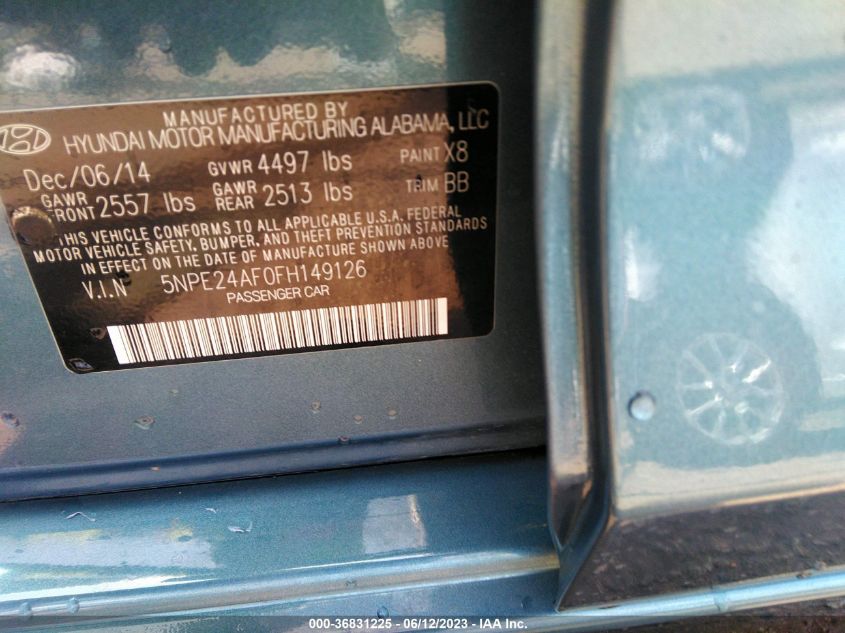 MANUFACTURED BY
HYUNDAI MOTOR MANUFACTURING ALABAMA, LLC
Dec/06/14 GVWR 4497 lbs PAINT X8
GAWR FRONT 2557 lbs GAWR REAR 2513 lbs TRIM BB
THIS VEHICLE CONFORMS TO ALL APPLICABLE U.S.A. FEDERAL
MOTOR VEHICLE SAFETY, BUMPER, AND THEFT PREVENTION STANDARDS
IN EFFECT ON THE DATE OF MANUFACTURE SHOWN ABOVE
V.I.N 5NPE24AF0FH149126
PASSENGER CAR
000-36831225 - 06/12/2023 - IAA Inc.